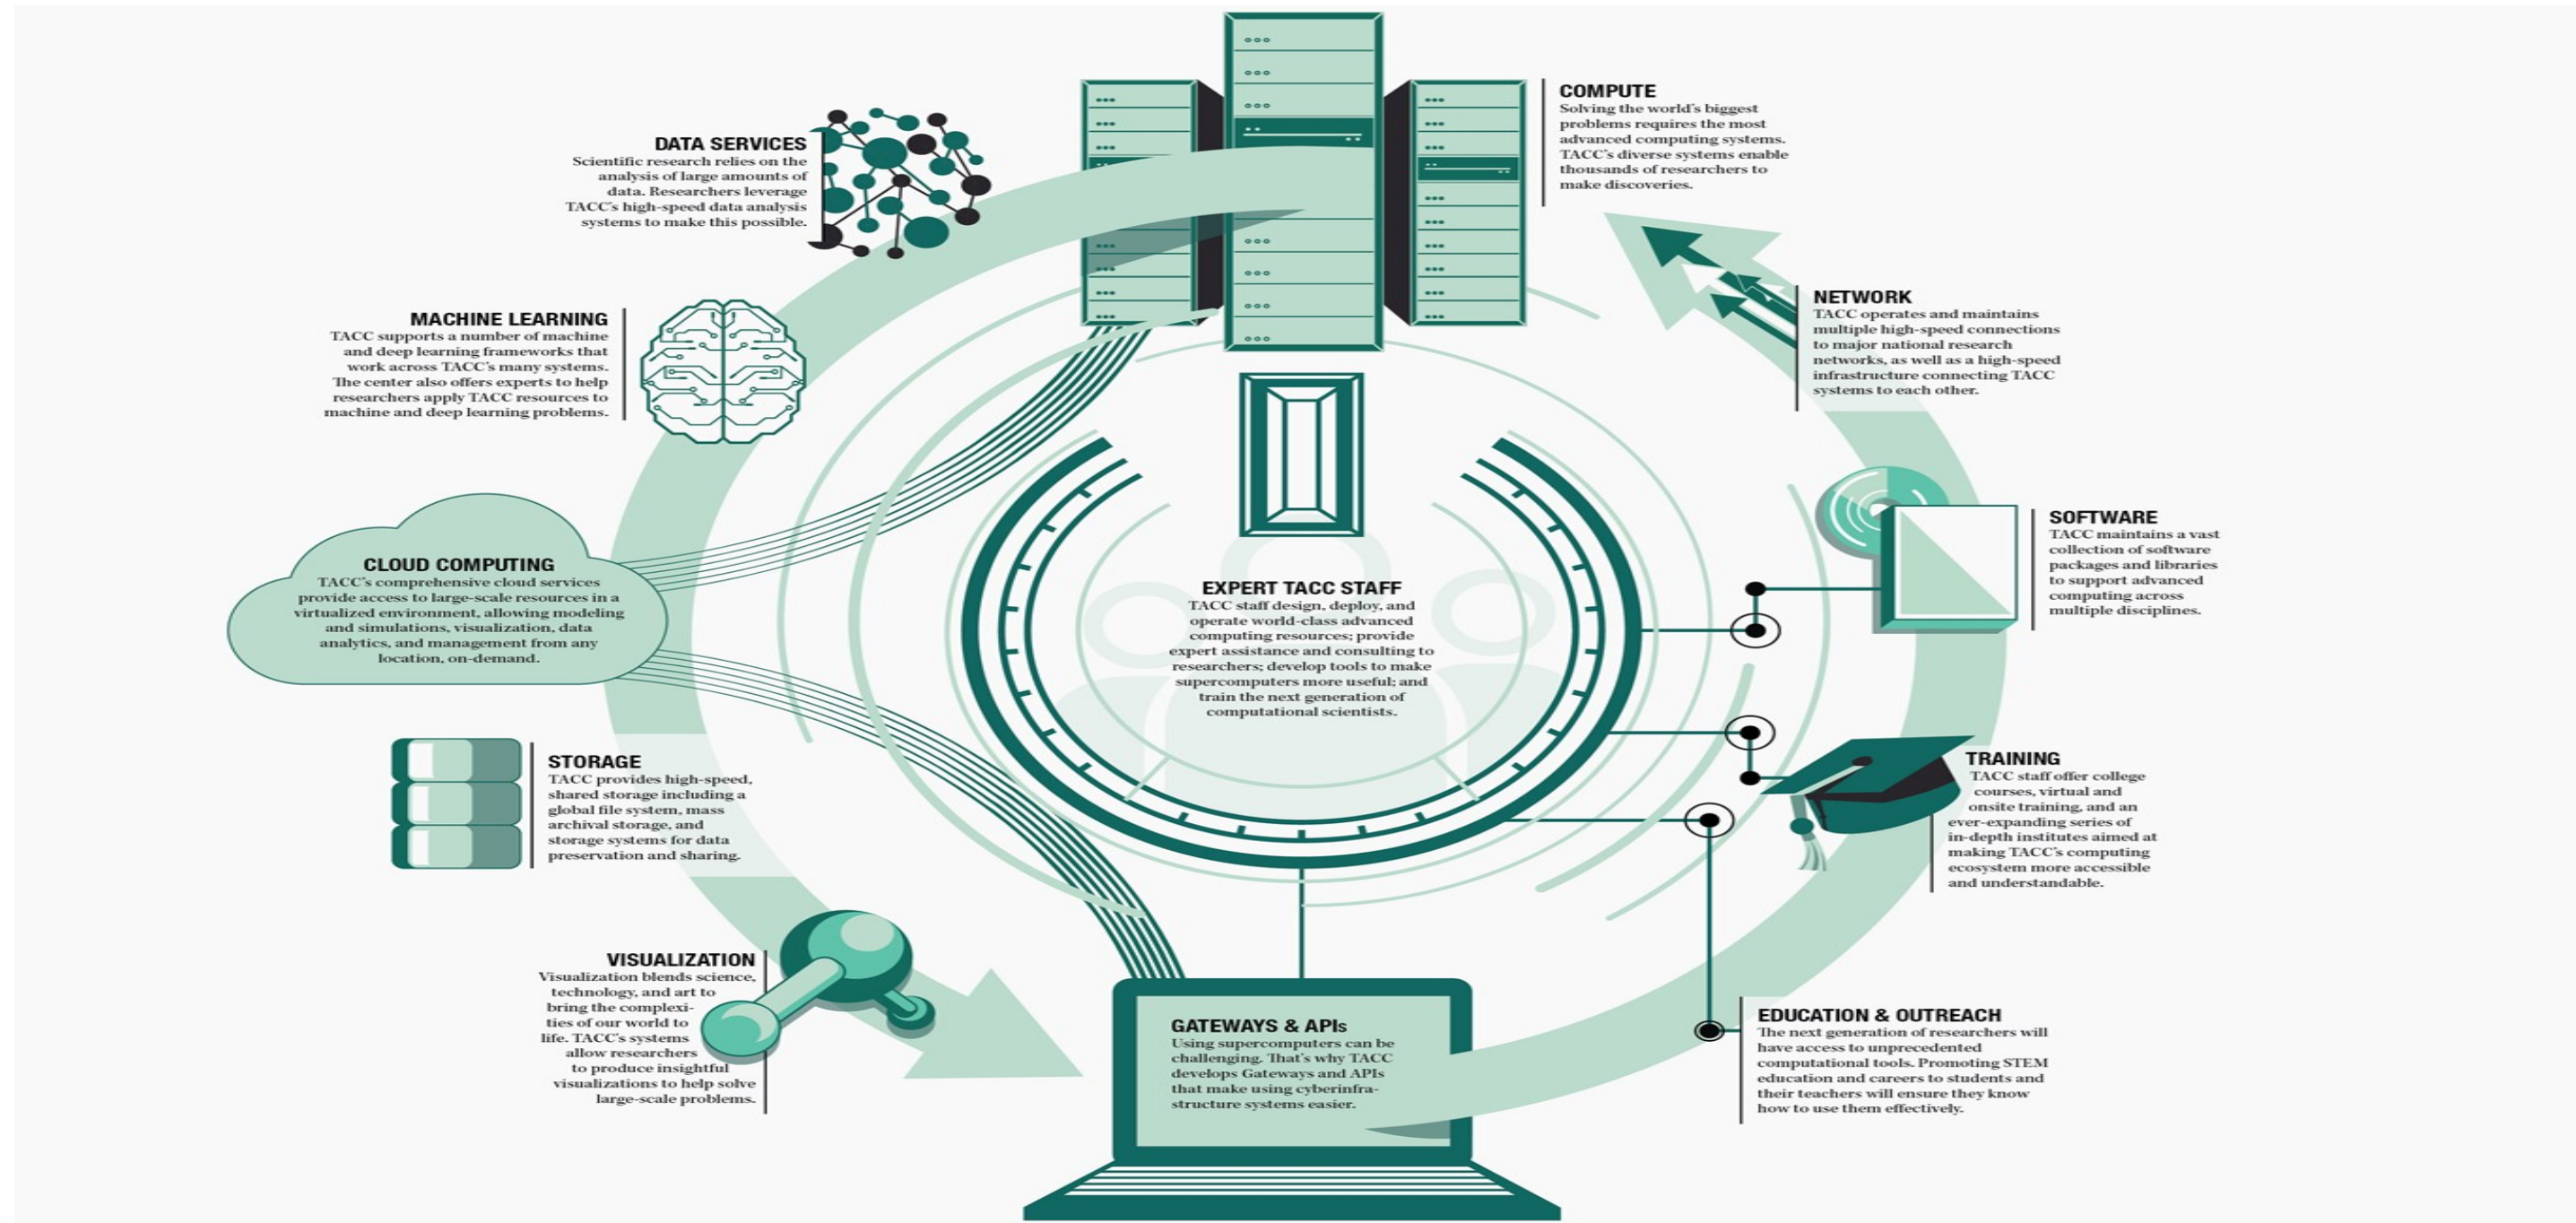 COMPUTE
Solving the world's biggest
problems requires the most
advanced computing systems.
TACC's diverse systems enable
thousands of researchers to
make discoveries.
DATA SERVICES
Scientific research relies on the
analysis of large amounts of
data. Researchers leverage
TACC's high-speed data analysis
systems to make this possible.
NETWORK
TACC operates and maintains
multiple high-speed connections
to major national research
networks, as well as a high-speed
infrastructure connecting TACC
systems to each other.
MACHINE LEARNING
TACC supports a number of machine
and deep learning frameworks that
work across TACC's many systems.
The center also offers experts to help
researchers apply TACC resources to
machine and deep learning problems.
SOFTWARE
TACC maintains a vast
collection of software
packages and libraries
to support advanced
computing across
multiple disciplines.
CLOUD COMPUTING
TACC's comprehensive cloud services
provide access to large-scale resources in a
virtualized environment, allowing modeling
and simulations, visualization, data
analytics, and management from any
location, on-demand.
EXPERT TACC STAFF
TACC staff design, deploy, and
operate world-class advanced
computing resources; provide
expert assistance and consulting to
researchers; develop tools to make
supercomputers more useful; and
train the next generation of
computational scientists.
STORAGE
TACC provides high-speed,
shared storage including a
global file system, mass
archival storage, and
storage systems for data
preservation and sharing.
TRAINING
TACC staff offer college
courses, virtual and
onsite training, and an
ever-expanding series of
in-depth institutes aimed at
making TACC's computing
ecosystem more accessible
and understandable.
VISUALIZATION
Visualization blends science,
technology, and art to
bring the complexi-
ties of our world to
life. TACC's systems
allow researchers
to produce insightful
visualizations to help solve
large-scale problems.
GATEWAYS & APIs
Using supercomputers can be
challenging. That's why TACC
develops Gateways and APIs
that make using cyberinfra-
structure systems easier.
EDUCATION & OUTREACH
The next generation of researchers will
have access to unprecedented
computational tools. Promoting STEM
education and careers to students and
their teachers will ensure they know
how to use them effectively.